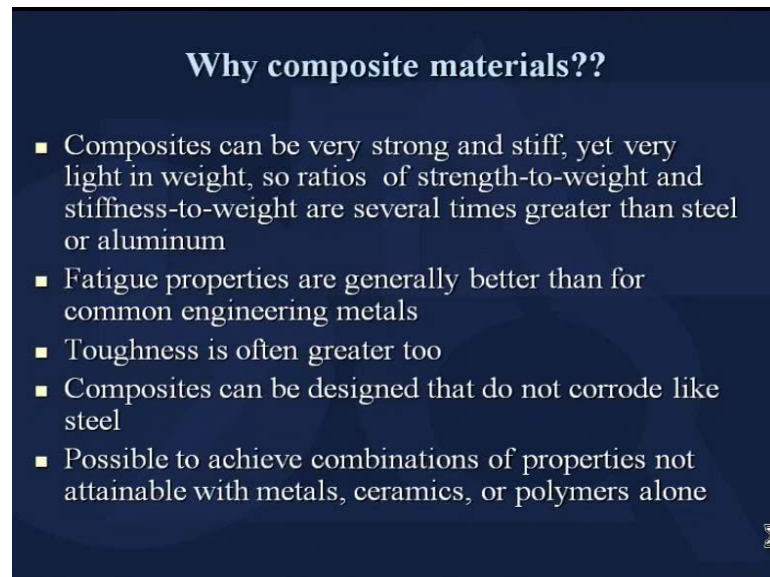 Why composite materials??
Composites can be very strong and stiff, yet very
light in weight, so ratios of strength-to-weight and
stiffness-to-weight are several times greater than steel
or aluminum
Fatigue properties are generally better than for
common engineering metals
Toughness is often greater too
Composites can be designed that do not corrode like
steel
Possible to achieve combinations of properties not
attainable with metals, ceramics, or polymers alone